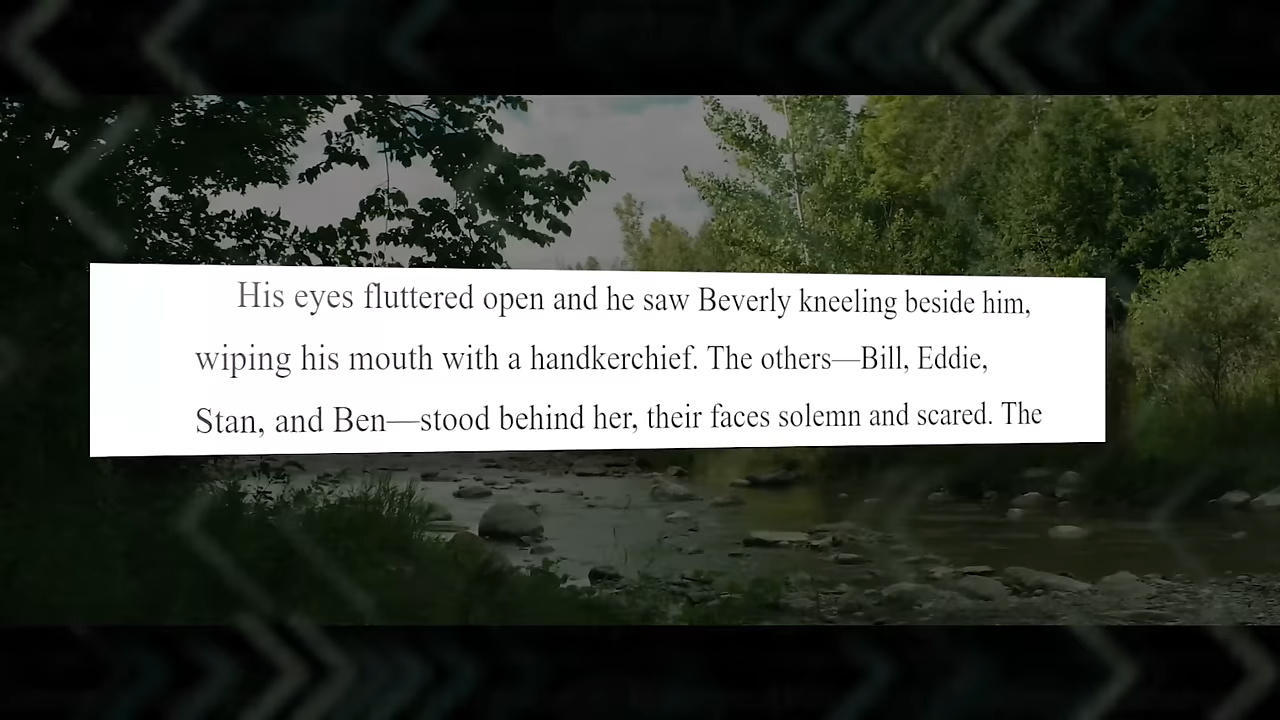 His eyes fluttered open and he saw Beverly kneeling beside him,
wiping his mouth with a handkerchief. The others—Bill, Eddie,
Stan, and Ben—stood behind her, their faces solemn and scared. The